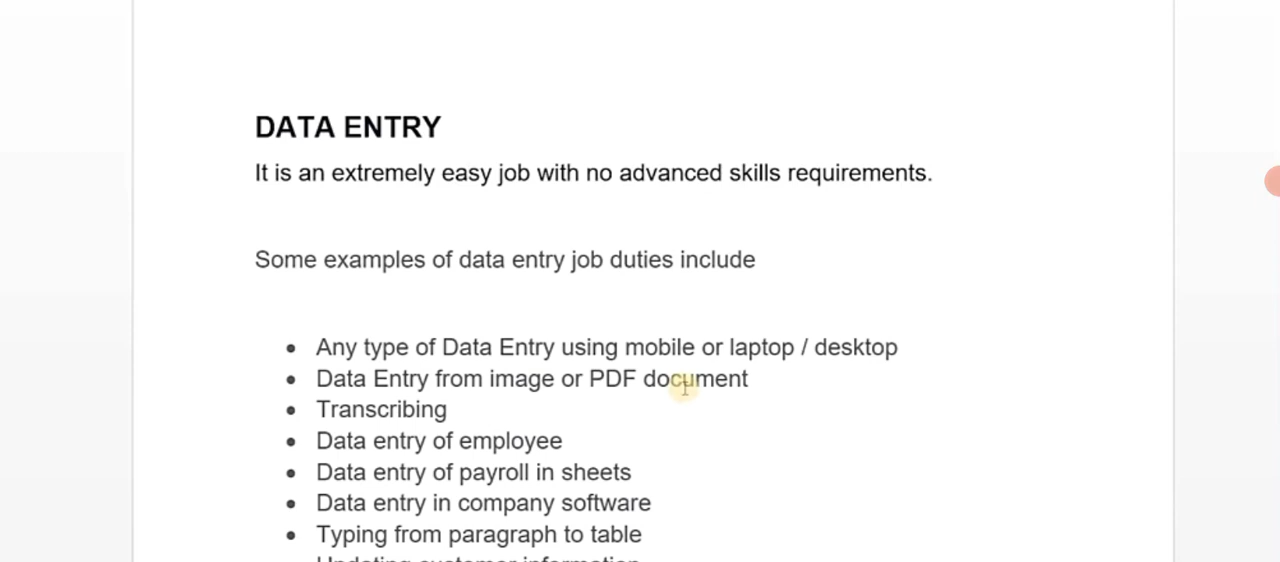 DATA ENTRY
It is an extremely easy job with no advanced skills requirements.
Some examples of data entry job duties include
• Any type of Data Entry using mobile or laptop / desktop
• Data Entry from image or PDF document
• Transcribing
• Data entry of employee
• Data entry of payroll in sheets
• Data entry in company software
• Typing from paragraph to table
Updating customer information